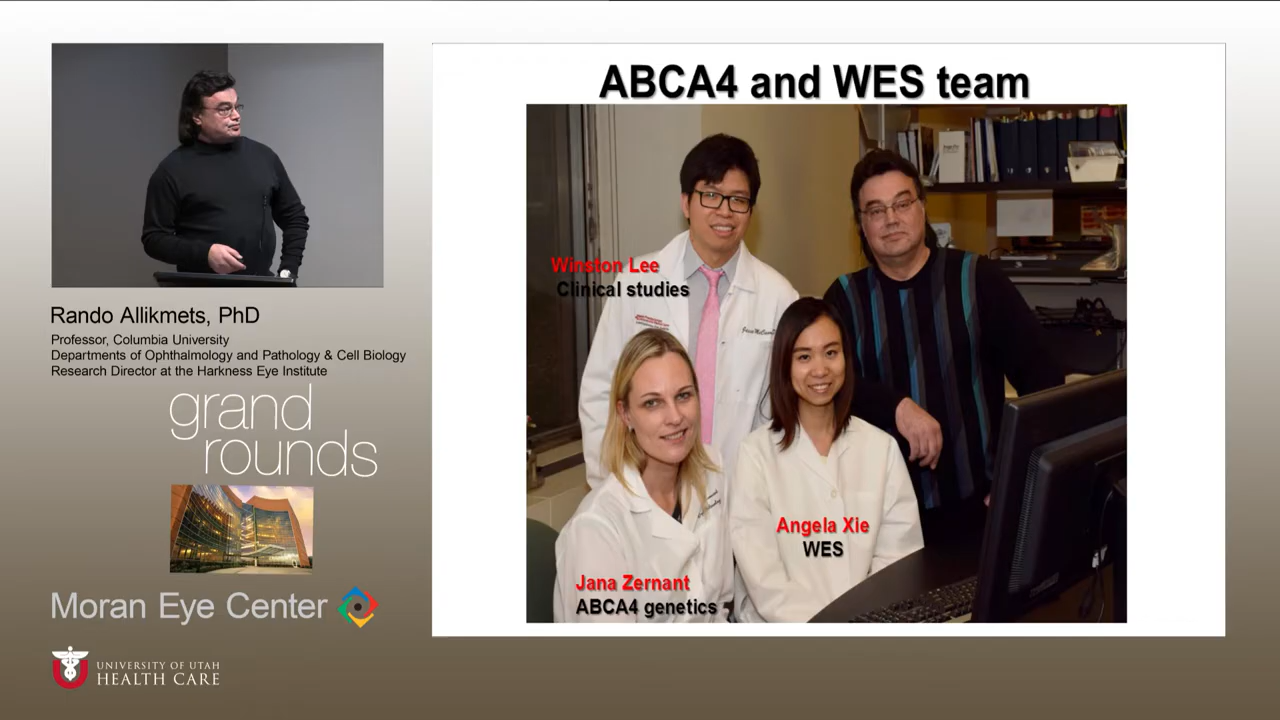 ABCA4 and WES team
Winston Lee
Clinical studies
Angela Xie
WES
Jana Zernant
ABCA4 genetics
Rando Allikmets, PhD
Professor, Columbia University
Departments of Ophthalmology and Pathology & Cell Biology
Research Director at the Harkness Eye Institute
grand
rounds
Moran Eye Center
UNIVERSITY OF UTAH
HEALTH CARE